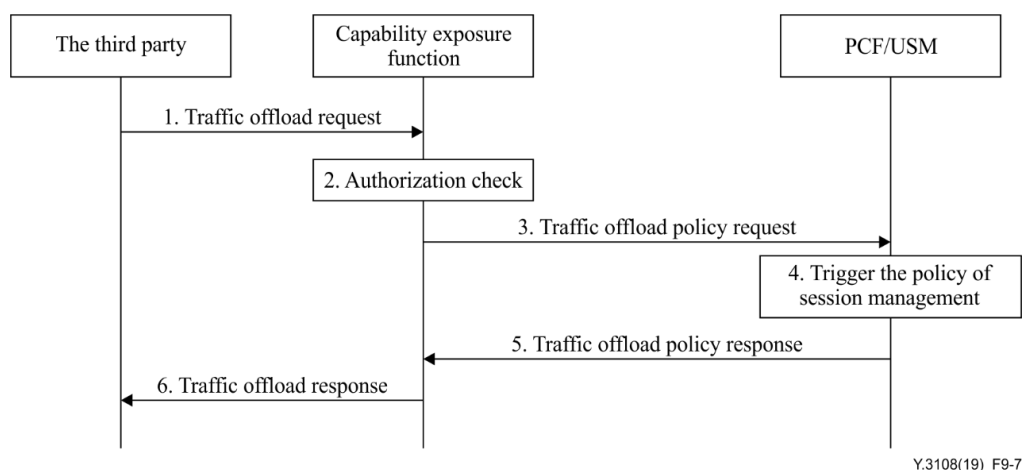 The third party
Capability exposure
function
PCF/USM
1. Traffic offload request
2. Authorization check
3. Traffic offload policy request
4. Trigger the policy of
session management
5. Traffic offload policy response
6. Traffic offload response
Y.3108(19)_F9-7